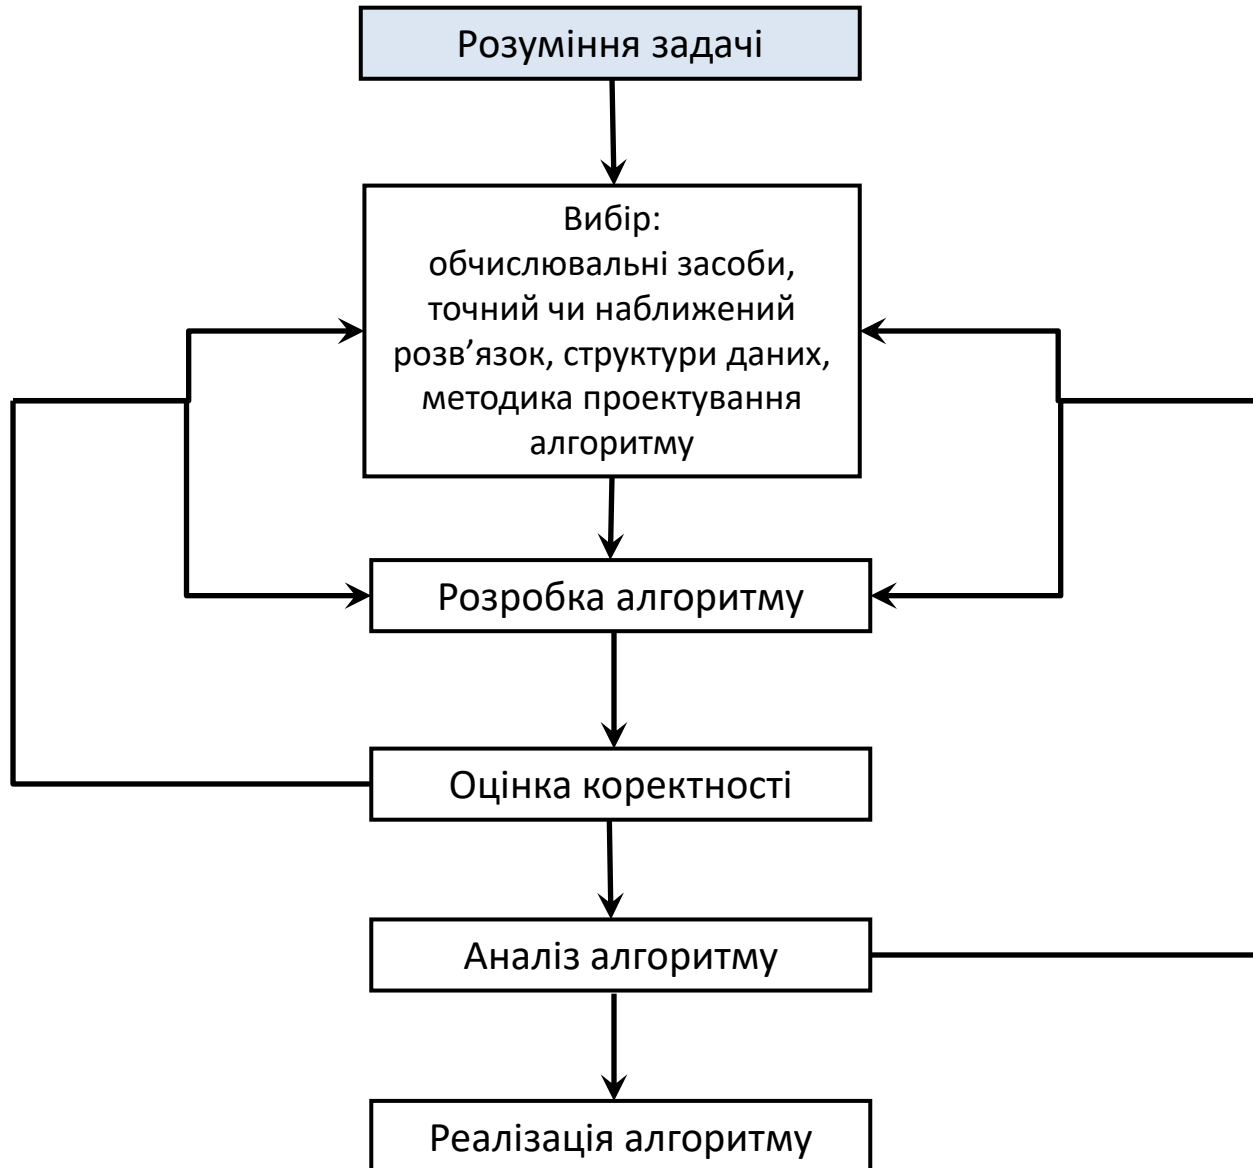 Розуміння задачі
Вибір:
обчислювальні засоби,
точний чи наближений
розв’язок, структури даних,
методика проектування
алгоритму
Розробка алгоритму
Оцінка коректності
Аналіз алгоритму
Реалізація алгоритму